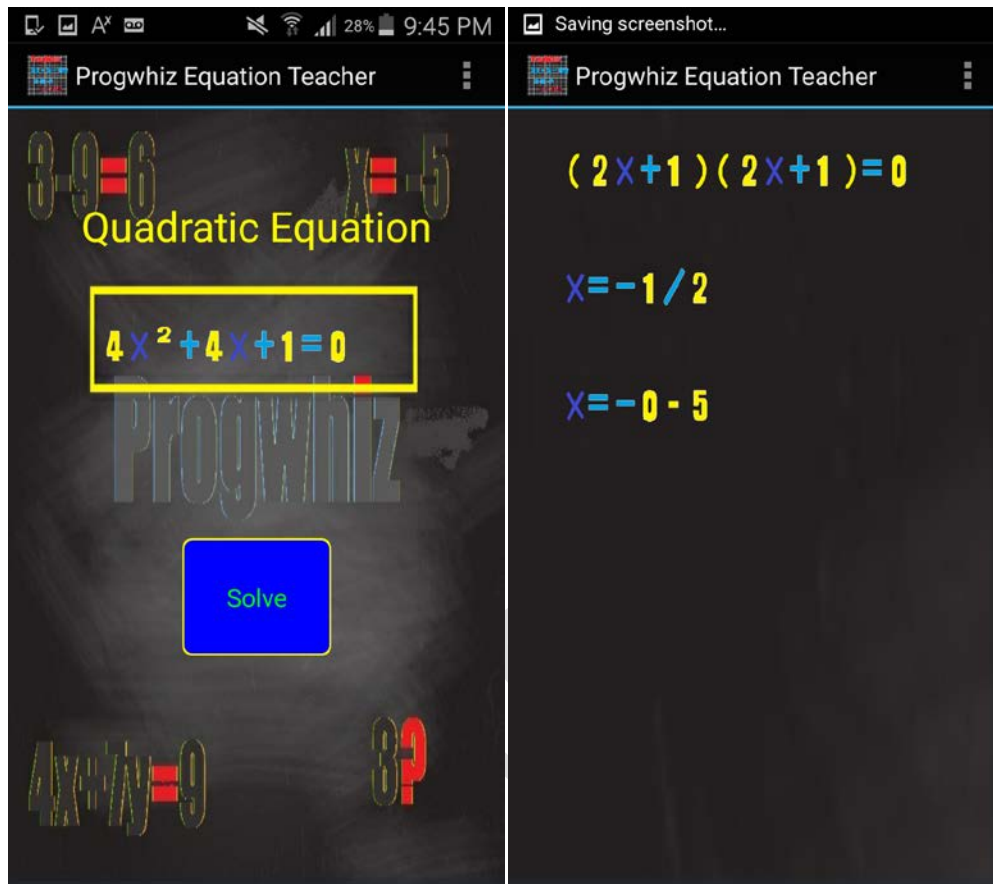 28% 9:45 PM
Progwhiz Equation Teacher
3-9=6
x=-5
Quadratic Equation
4x²+4x+1=0
Progwhiz
Solve
4x+7y=9
3?
Saving screenshot...
Progwhiz Equation Teacher
(2x+1)(2x+1)=0
x=-1/2
x=-0-5